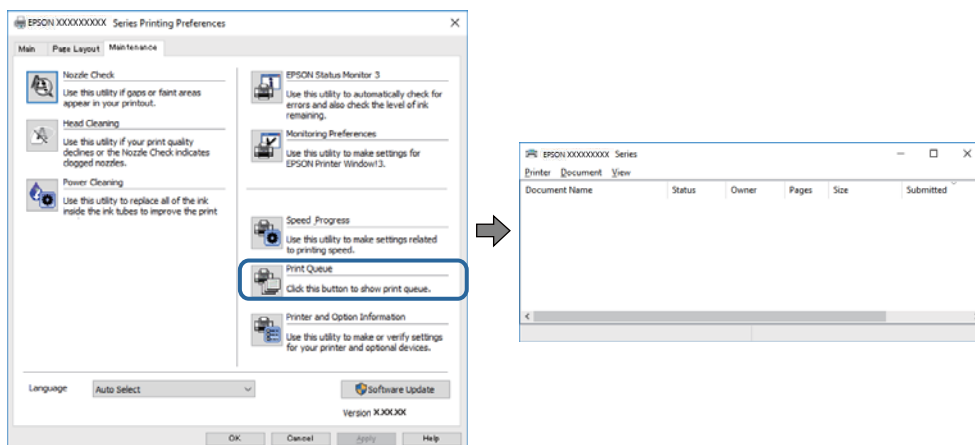 EPSON XXXXXXXXX Series Printing Preferences
Main Page Layout Maintenance
Nozzle Check
Use this utility if gaps or faint areas
appear in your printout.
Head Cleaning
Use this utility if your print quality
declines or the Nozzle Check indicates
clogged nozzles.
Power Cleaning
Use this utility to replace all of the ink
inside the ink tubes to improve the print
EPSON Status Monitor 3
Use this utility to automatically check for
errors and also check the level of ink
remaining.
Monitoring Preferences
Use this utility to make settings for
EPSON Printer Window!3.
Speed Progress
Use this utility to make settings related
to printing speed.
Print Queue
Click this button to show print queue.
Printer and Option Information
Use this utility to make or verify settings
for your printer and optional devices.
Language Auto Select
Software Update
Version X.XX.XX
OK Cancel Apply Help
EPSON XXXXXXXXX Series
Printer Document View
Document Name Status Owner Pages Size Submitted